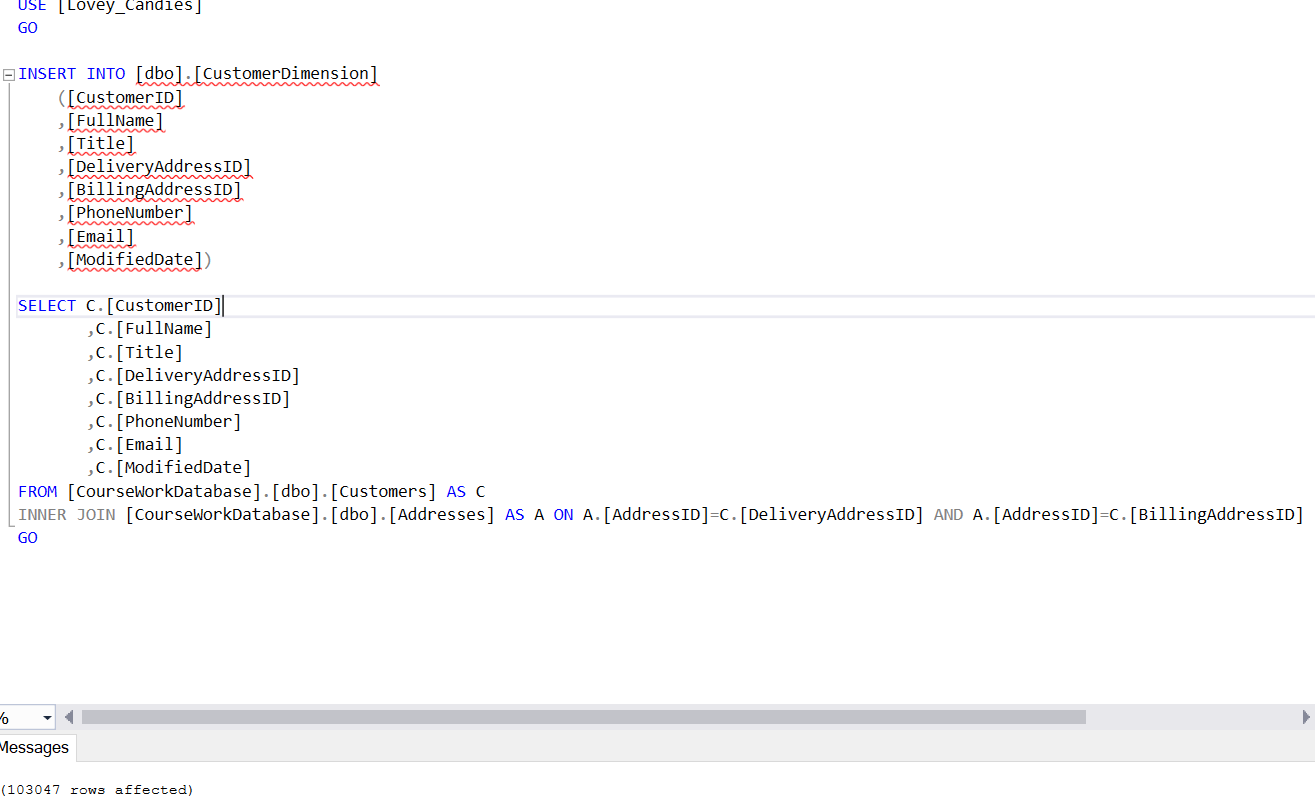 USE [Lovey_Candies]
GO
INSERT INTO [dbo].[CustomerDimension]
([CustomerID]
,[FullName]
,[Title]
,[DeliveryAddressID]
,[BillingAddressID]
,[PhoneNumber]
,[Email]
,[ModifiedDate])
SELECT C.[CustomerID]
,C.[FullName]
,C.[Title]
,C.[DeliveryAddressID]
,C.[BillingAddressID]
,C.[PhoneNumber]
,C.[Email]
,C.[ModifiedDate]
FROM [CourseWorkDatabase].[dbo].[Customers] AS C
INNER JOIN [CourseWorkDatabase].[dbo].[Addresses] AS A ON A.[AddressID]=C.[DeliveryAddressID] AND A.[AddressID]=C.[BillingAddressID]
GO
%
Messages
(103047 rows affected)